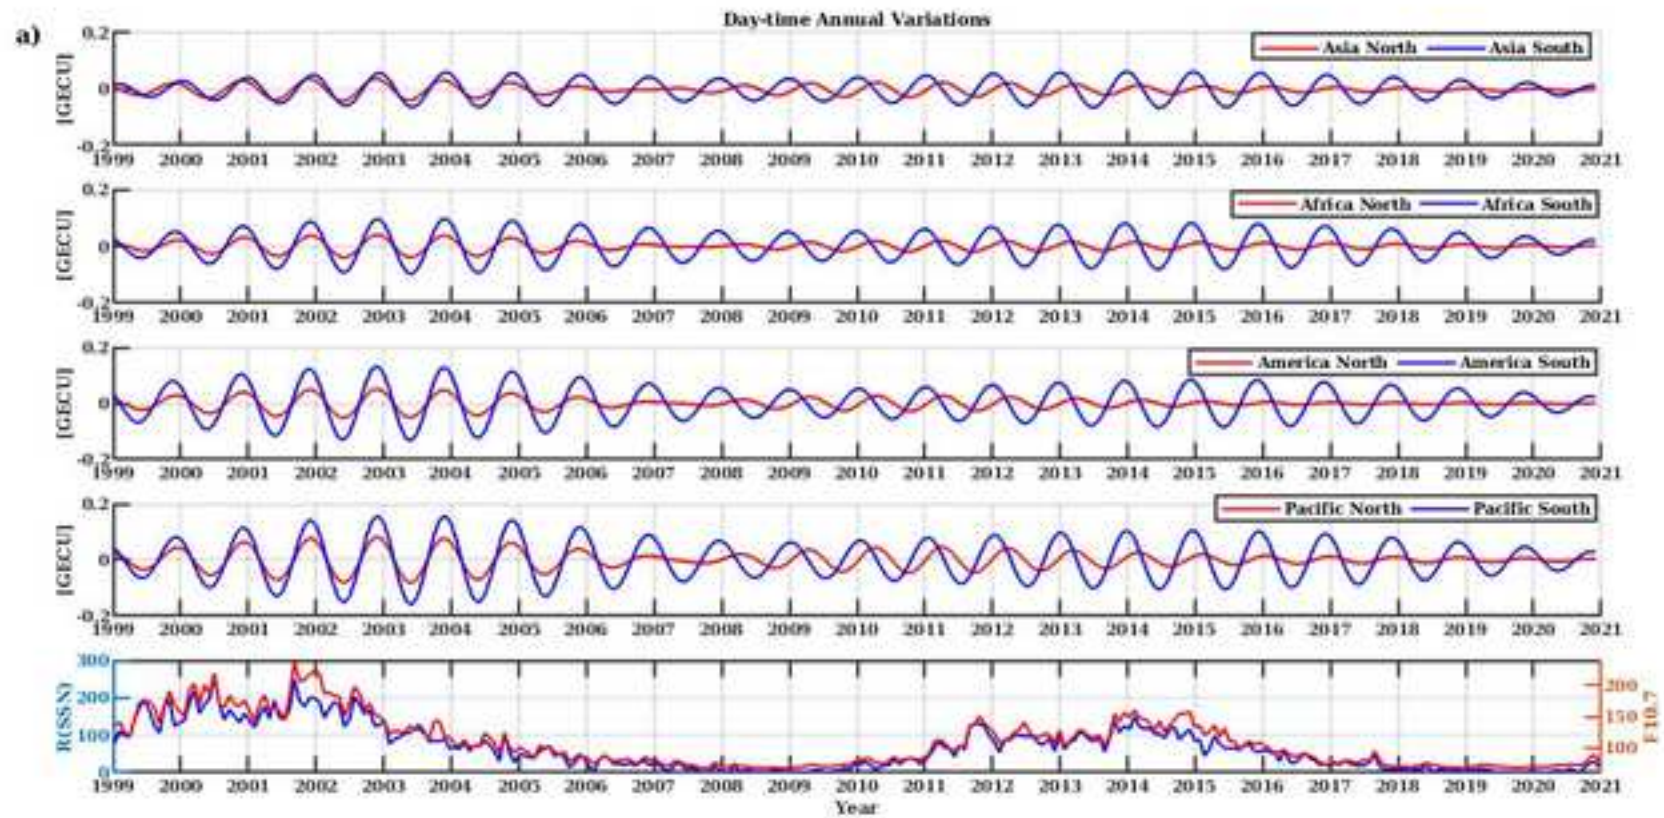 Day-time Annual Variations
a)
[GECU]
0.2
0
-0.2
Asia North Asia South
1999 2000 2001 2002 2003 2004 2005 2006 2007 2008 2009 2010 2011 2012 2013 2014 2015 2016 2017 2018 2019 2020 2021
[GECU]
0.2
0
-0.2
Africa North Africa South
1999 2000 2001 2002 2003 2004 2005 2006 2007 2008 2009 2010 2011 2012 2013 2014 2015 2016 2017 2018 2019 2020 2021
[GECU]
0.2
0
-0.2
America North America South
1999 2000 2001 2002 2003 2004 2005 2006 2007 2008 2009 2010 2011 2012 2013 2014 2015 2016 2017 2018 2019 2020 2021
[GECU]
0.2
0
-0.2
Pacific North Pacific South
1999 2000 2001 2002 2003 2004 2005 2006 2007 2008 2009 2010 2011 2012 2013 2014 2015 2016 2017 2018 2019 2020 2021
R(SSN)
300
200
100
0
200
150
100
F10.7
1999 2000 2001 2002 2003 2004 2005 2006 2007 2008 2009 2010 2011 2012 2013 2014 2015 2016 2017 2018 2019 2020 2021
Year